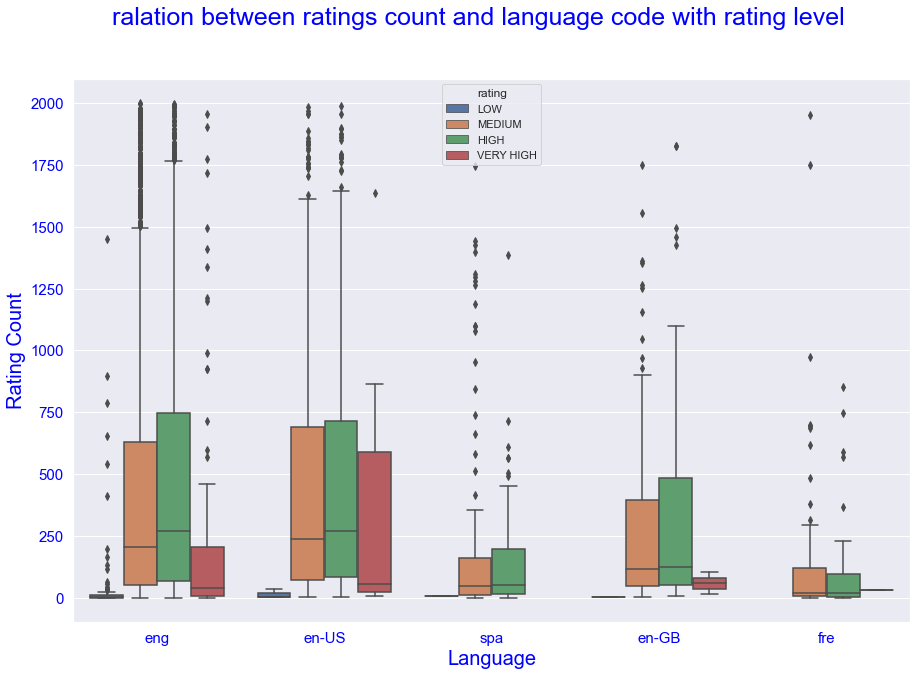 ralation between ratings count and language code with rating level
rating
LOW
MEDIUM
HIGH
VERY HIGH
2000
1750
1500
1250
1000
750
500
250
0
Rating Count
eng en-US spa en-GB fre
Language